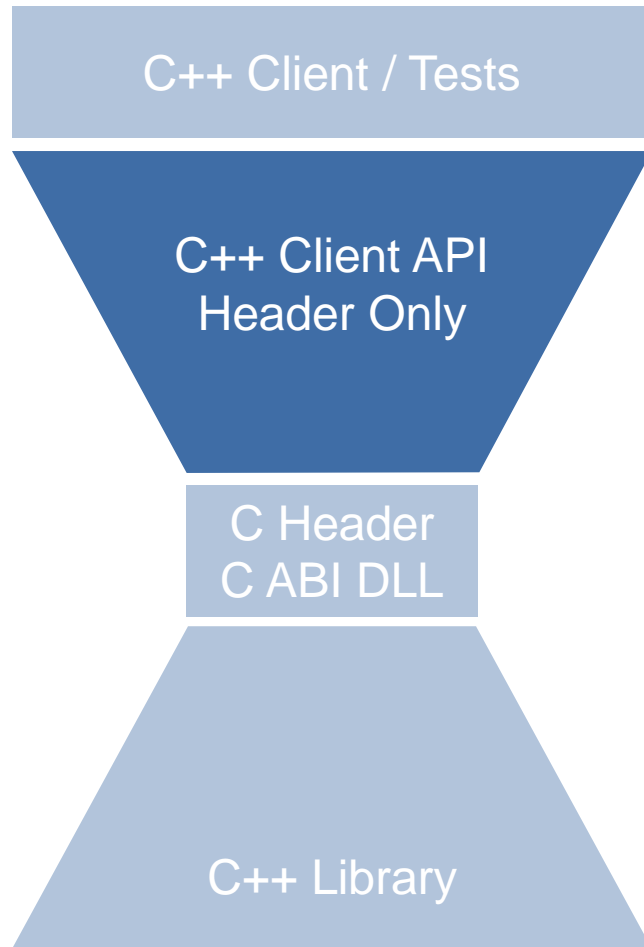 C++ Client / Tests
C++ Client API
Header Only
C Header
C ABI DLL
C++ Library